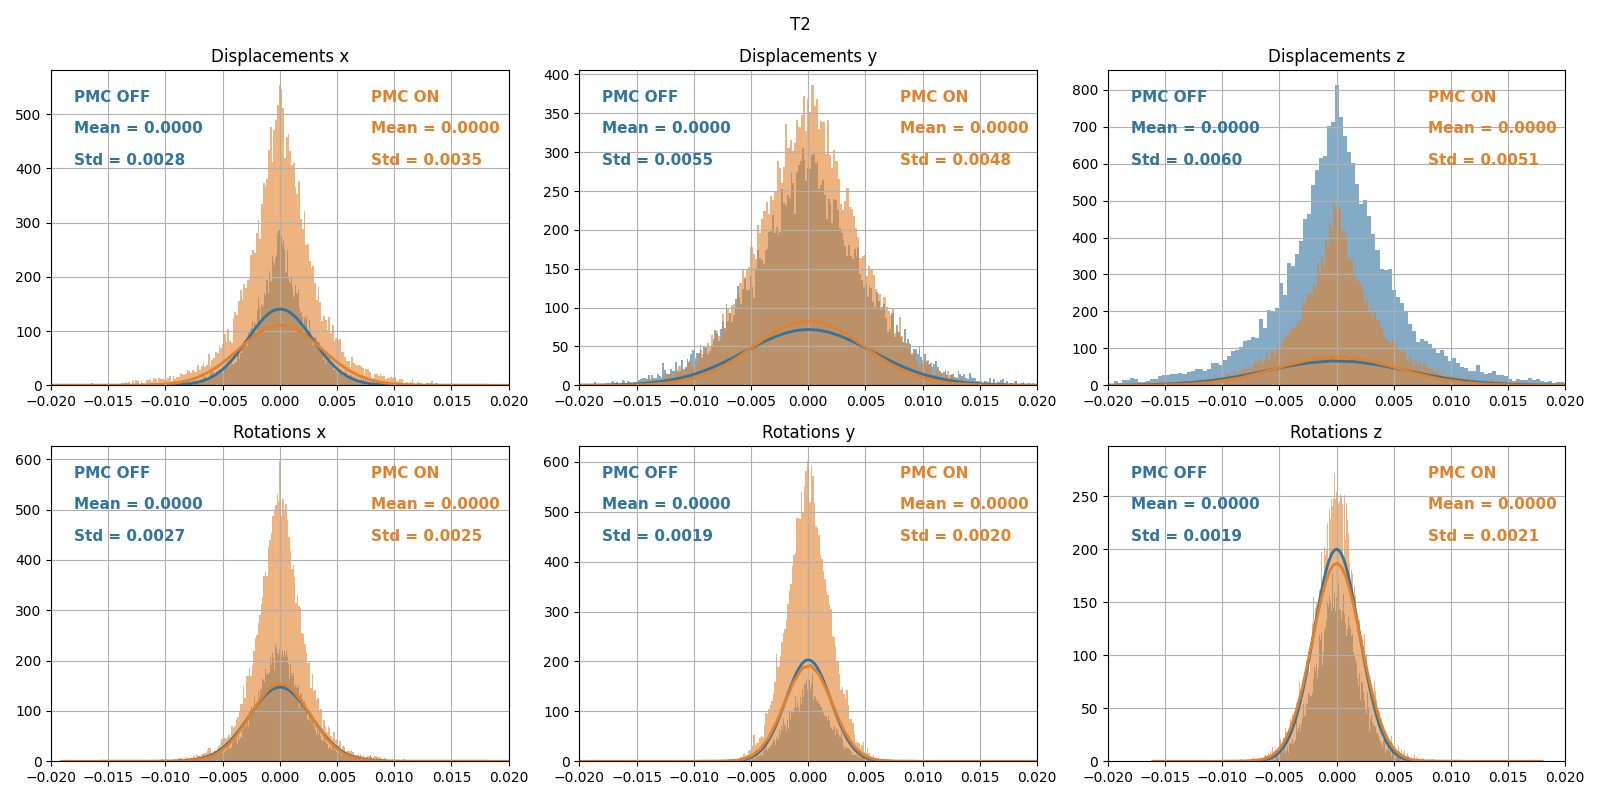 T2
Displacements x
PMC OFF
Mean = 0.0000
Std = 0.0028
PMC ON
Mean = 0.0000
Std = 0.0035
500
400
300
200
100
0
−0.020 −0.015 −0.010 −0.005 0.000 0.005 0.010 0.015 0.020
Displacements y
PMC OFF
Mean = 0.0000
Std = 0.0055
PMC ON
Mean = 0.0000
Std = 0.0048
400
350
300
250
200
150
100
50
0
−0.020 −0.015 −0.010 −0.005 0.000 0.005 0.010 0.015 0.020
Displacements z
PMC OFF
Mean = 0.0000
Std = 0.0060
PMC ON
Mean = 0.0000
Std = 0.0051
800
700
600
500
400
300
200
100
0
−0.020 −0.015 −0.010 −0.005 0.000 0.005 0.010 0.015 0.020
Rotations x
PMC OFF
Mean = 0.0000
Std = 0.0027
PMC ON
Mean = 0.0000
Std = 0.0025
600
500
400
300
200
100
0
−0.020 −0.015 −0.010 −0.005 0.000 0.005 0.010 0.015 0.020
Rotations y
PMC OFF
Mean = 0.0000
Std = 0.0019
PMC ON
Mean = 0.0000
Std = 0.0020
600
500
400
300
200
100
0
−0.020 −0.015 −0.010 −0.005 0.000 0.005 0.010 0.015 0.020
Rotations z
PMC OFF
Mean = 0.0000
Std = 0.0019
PMC ON
Mean = 0.0000
Std = 0.0021
250
200
150
100
50
0
−0.020 −0.015 −0.010 −0.005 0.000 0.005 0.010 0.015 0.020